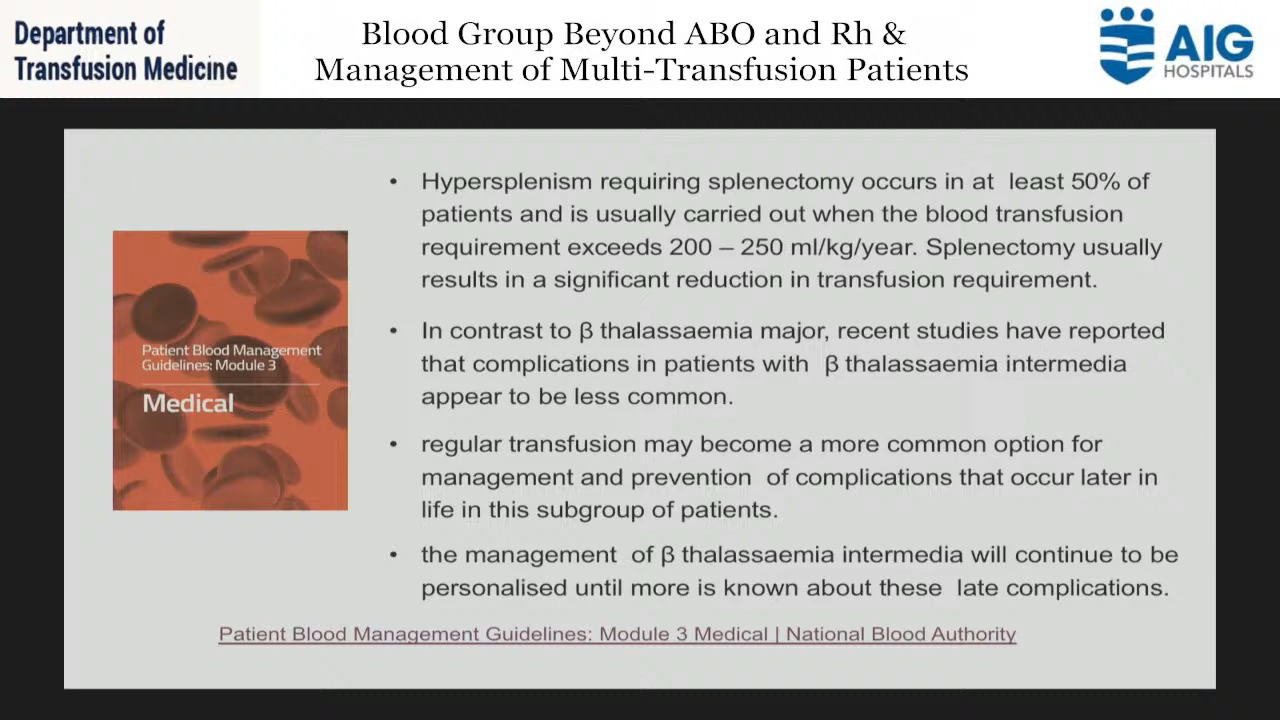 Department of
Transfusion Medicine
Blood Group Beyond ABO and Rh &
Management of Multi-Transfusion Patients
AIG
HOSPITALS
• Hypersplenism requiring splenectomy occurs in at least 50% of
patients and is usually carried out when the blood transfusion
requirement exceeds 200 – 250 ml/kg/year. Splenectomy usually
results in a significant reduction in transfusion requirement.
Patient Blood Management
Guidelines: Module 3
Medical
• In contrast to β thalassaemia major, recent studies have reported
that complications in patients with β thalassaemia intermedia
appear to be less common.
• regular transfusion may become a more common option for
management and prevention of complications that occur later in
life in this subgroup of patients.
• the management of β thalassaemia intermedia will continue to be
personalised until more is known about these late complications.
Patient Blood Management Guidelines: Module 3 Medical | National Blood Authority